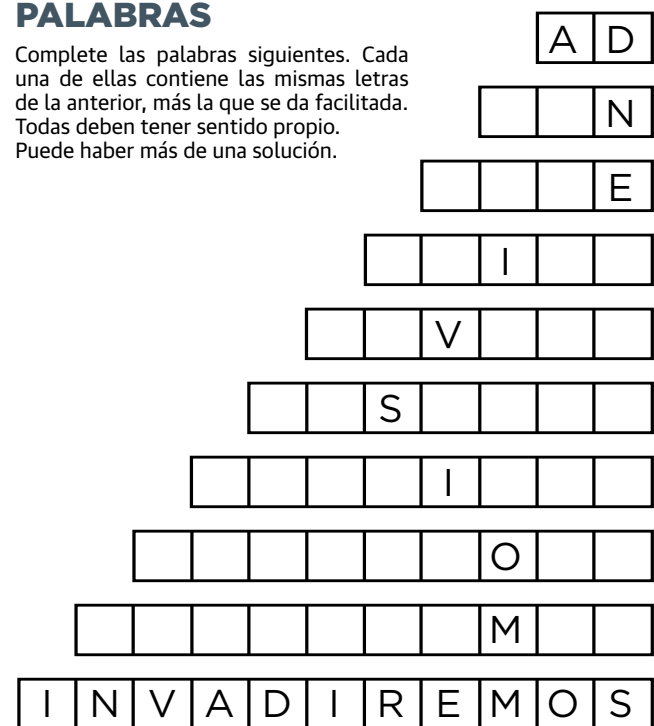 PALABRAS
Complete las palabras siguientes. Cada
una de ellas contiene las mismas letras
de la anterior, más la que se da facilitada.
Todas deben tener sentido propio.
Puede haber más de una solución.
A D
N
E
I
V
S
I
O
M
I N V A D I R E M O S